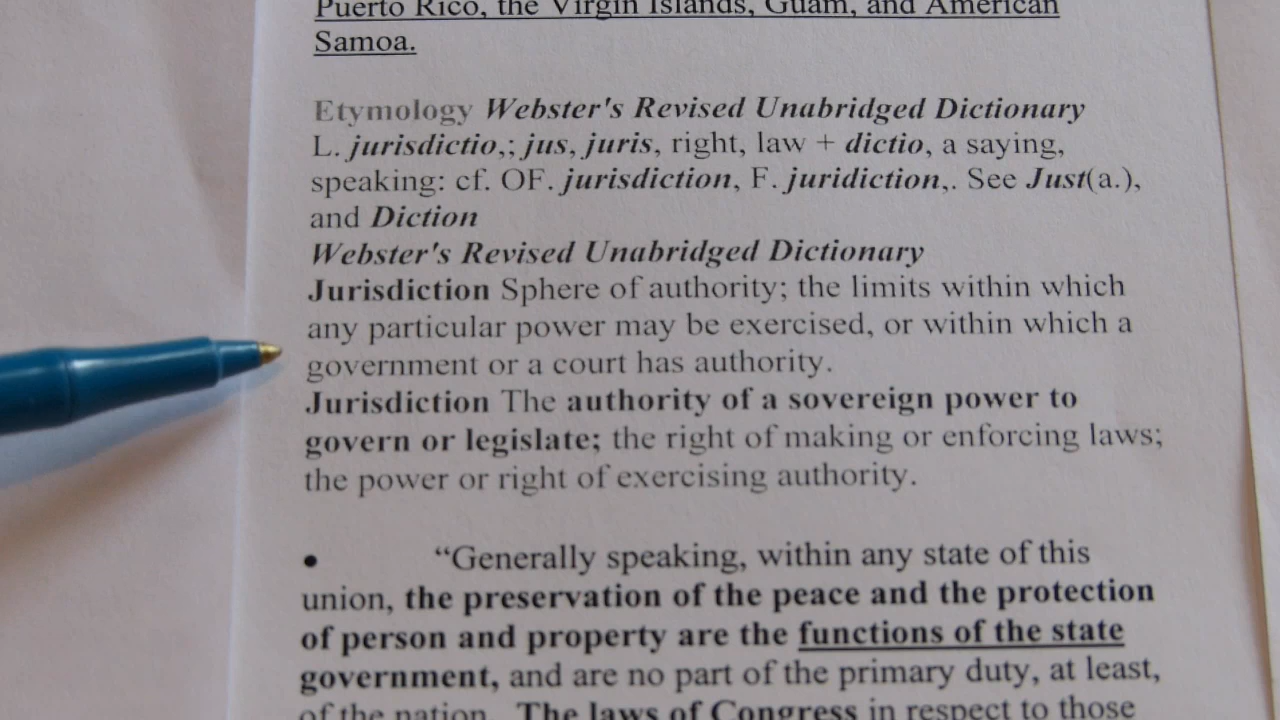 Puerto Rico, the Virgin Islands, Guam, and American
Samoa.
Etymology Webster's Revised Unabridged Dictionary
L. jurisdictio,; jus, juris, right, law + dictio, a saying,
speaking: cf. OF. jurisdiction, F. juridiction,. See Just(a.),
and Diction
Webster's Revised Unabridged Dictionary
Jurisdiction Sphere of authority; the limits within which
any particular power may be exercised, or within which a
government or a court has authority.
Jurisdiction The authority of a sovereign power to
govern or legislate; the right of making or enforcing laws;
the power or right of exercising authority.
• “Generally speaking, within any state of this
union, the preservation of the peace and the protection
of person and property are the functions of the state
government, and are no part of the primary duty, at least,
of the nation. The laws of Congress in respect to those